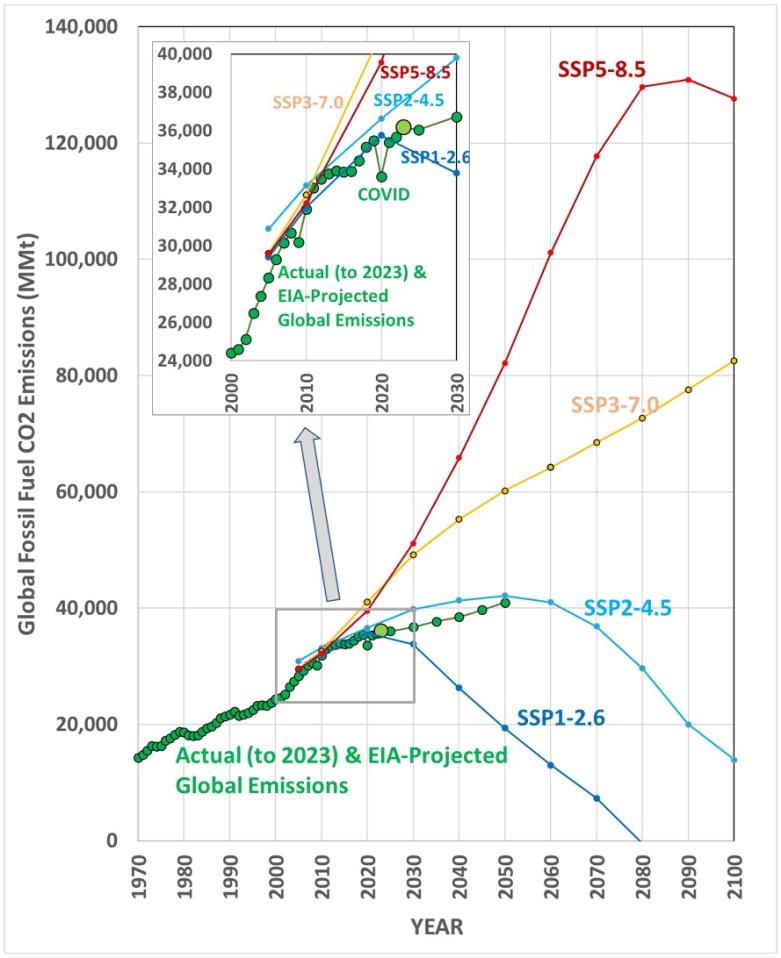 140,000
120,000
100,000
80,000
60,000
40,000
20,000
0
Global Fossil Fuel CO2 Emissions (MMt)
40,000
38,000
36,000
34,000
32,000
30,000
28,000
26,000
24,000
2000
2010
2020
2030
SSP5-8.5
SSP3-7.0
SSP2-4.5
SSP1-2.6
COVID
Actual (to 2023) &
EIA-Projected
Global Emissions
SSP5-8.5
SSP3-7.0
SSP2-4.5
SSP1-2.6
Actual (to 2023) & EIA-Projected
Global Emissions
1970
1980
1990
2000
2010
2020
2030
2040
2050
2060
2070
2080
2090
2100
YEAR